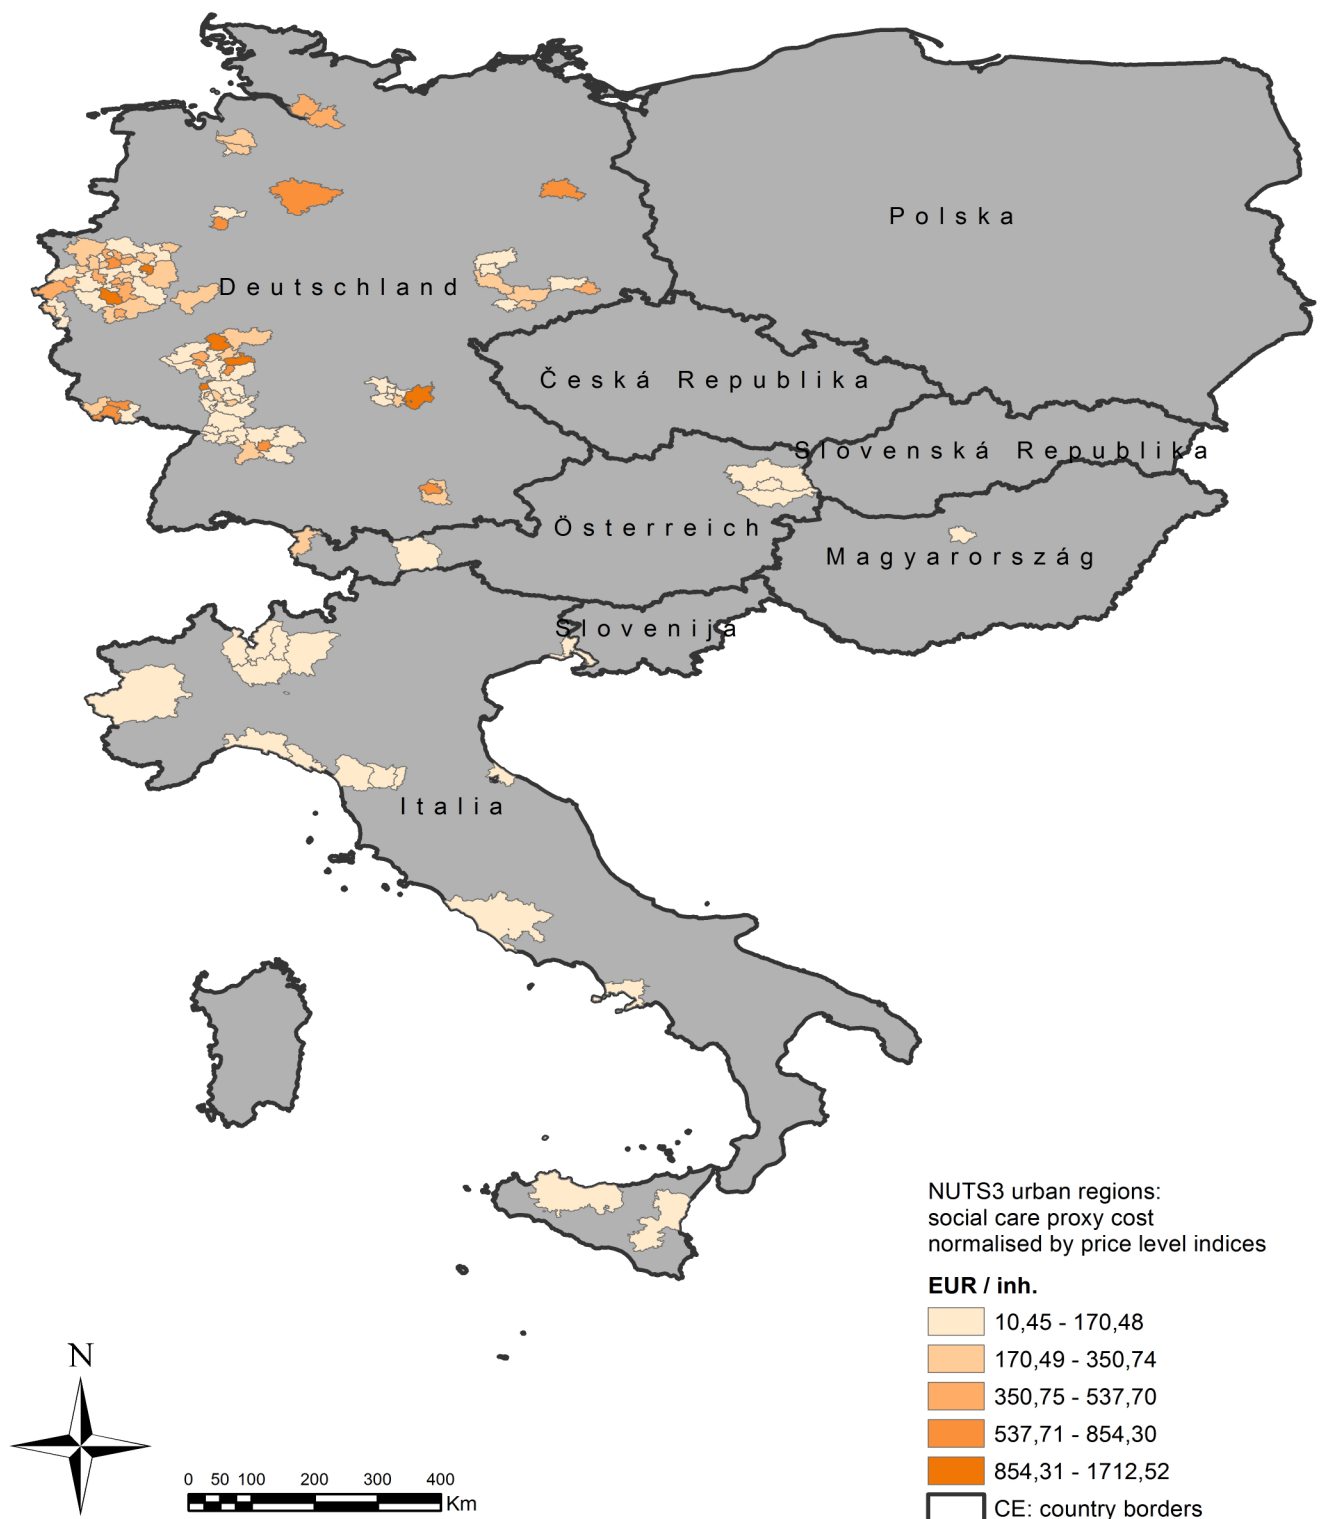 Polska
Deutschland
Česká Republika
Slovenská Republika
Österreich
Magyarország
Slovenija
Italia
NUTS3 urban regions:
social care proxy cost
normalised by price level indices
EUR / inh.
10,45 - 170,48
170,49 - 350,74
350,75 - 537,70
537,71 - 854,30
854,31 - 1712,52
CE: country borders
N
0 50 100 200 300 400
Km